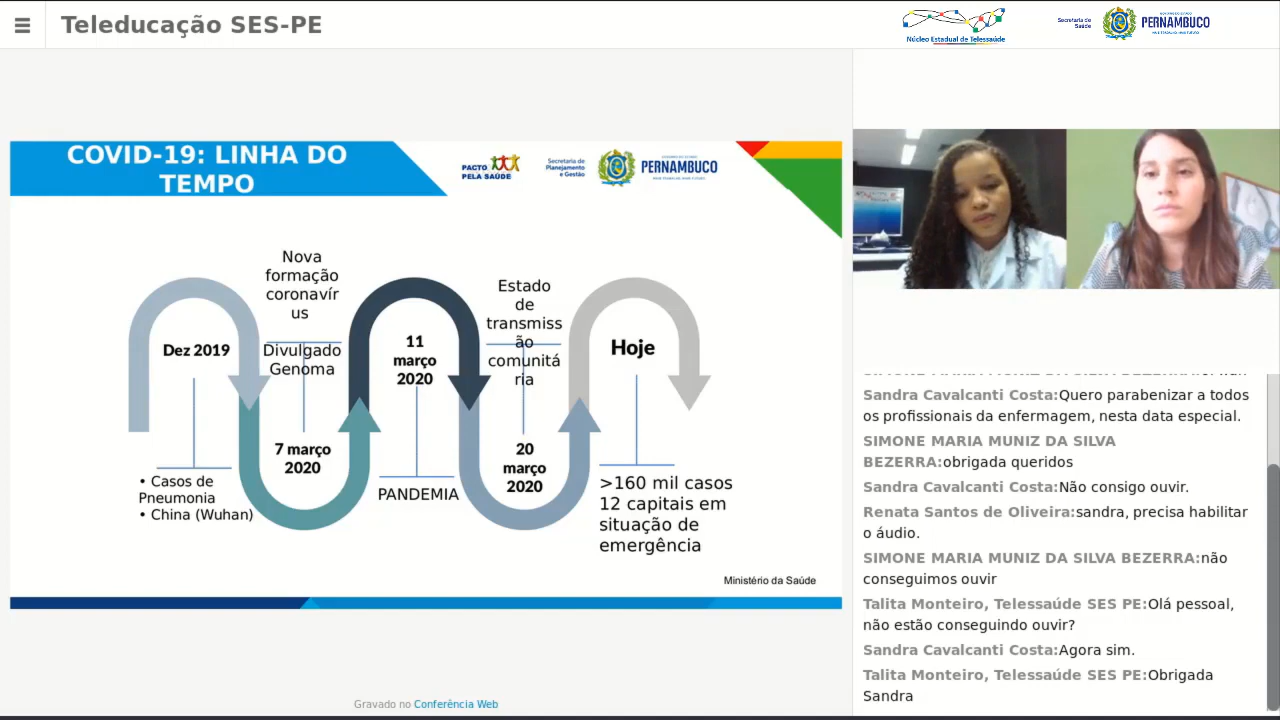 Teleducação SES-PE
Núcleo Estadual de Telessaúde
Secretaria de
Saúde
PERNAMBUCO
COVID-19: LINHA DO
TEMPO
PACTO
PELA SAÚDE
Secretaria de
Planejamento
e Gestão
PERNAMBUCO
Dez 2019
• Casos de
Pneumonia
• China (Wuhan)
Nova
formação
coronavír
us
Divulgado
Genoma
7 março
2020
11
março
2020
PANDEMIA
Estado
de
transmiss
ão
comunitá
ria
20
março
2020
Hoje
>160 mil casos
12 capitais em
situação de
emergência
Ministério da Saúde
Gravado no Conferência Web
Sandra Cavalcanti Costa:Quero parabenizar a todos
os profissionais da enfermagem, nesta data especial.
SIMONE MARIA MUNIZ DA SILVA
BEZERRA:obrigada queridos
Sandra Cavalcanti Costa:Não consigo ouvir.
Renata Santos de Oliveira:sandra, precisa habilitar
o áudio.
SIMONE MARIA MUNIZ DA SILVA BEZERRA:não
conseguimos ouvir
Talita Monteiro, Telessaúde SES PE:Olá pessoal,
não estão conseguindo ouvir?
Sandra Cavalcanti Costa:Agora sim.
Talita Monteiro, Telessaúde SES PE:Obrigada
Sandra